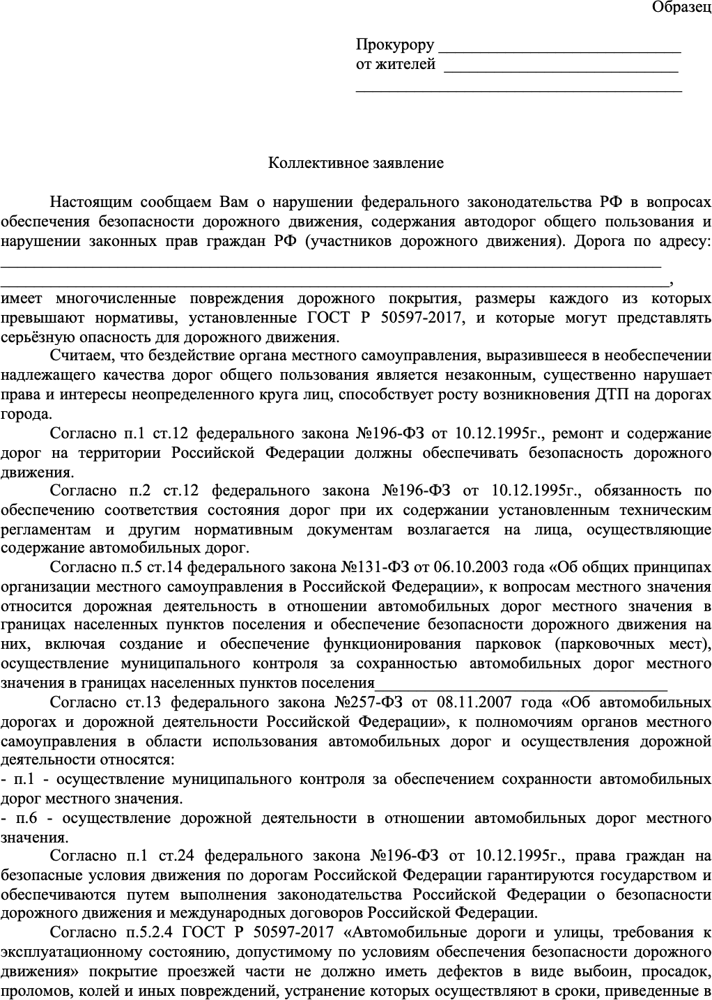 Образец
Прокурору _____________________________
от жителей ____________________________
_______________________________________
Коллективное заявление
Настоящим сообщаем Вам о нарушении федерального законодательства РФ в вопросах
обеспечения безопасности дорожного движения, содержания автодорог общего пользования и
нарушении законных прав граждан РФ (участников дорожного движения). Дорога по адресу:
_______________________________________________________________________________
________________________________________________________________________________,
имеет многочисленные повреждения дорожного покрытия, размеры каждого из которых
превышают нормативы, установленные ГОСТ Р 50597-2017, и которые могут представлять
серьёзную опасность для дорожного движения.
Считаем, что бездействие органа местного самоуправления, выразившееся в необеспечении
надлежащего качества дорог общего пользования является незаконным, существенно нарушает
права и интересы неопределенного круга лиц, способствует росту возникновения ДТП на дорогах
города.
Согласно п.1 ст.12 федерального закона №196-ФЗ от 10.12.1995г., ремонт и содержание
дорог на территории Российской Федерации должны обеспечивать безопасность дорожного
движения.
Согласно п.2 ст.12 федерального закона №196-ФЗ от 10.12.1995г., обязанность по
обеспечению соответствия состояния дорог при их содержании установленным техническим
регламентам и другим нормативным документам возлагается на лица, осуществляющие
содержание автомобильных дорог.
Согласно п.5 ст.14 федерального закона №131-ФЗ от 06.10.2003 года «Об общих принципах
организации местного самоуправления в Российской Федерации», к вопросам местного значения
относится дорожная деятельность в отношении автомобильных дорог местного значения в
границах населенных пунктов поселения и обеспечение безопасности дорожного движения на
них, включая создание и обеспечение функционирования парковок (парковочных мест),
осуществление муниципального контроля за сохранностью автомобильных дорог местного
значения в границах населенных пунктов поселения___________________________________
Согласно ст.13 федерального закона №257-ФЗ от 08.11.2007 года «Об автомобильных
дорогах и дорожной деятельности Российской Федерации», к полномочиям органов местного
самоуправления в области использования автомобильных дорог и осуществления дорожной
деятельности относятся:
- п.1 - осуществление муниципального контроля за обеспечением сохранности автомобильных
дорог местного значения.
- п.6 - осуществление дорожной деятельности в отношении автомобильных дорог местного
значения.
Согласно п.1 ст.24 федерального закона №196-ФЗ от 10.12.1995г., права граждан на
безопасные условия движения по дорогам Российской Федерации гарантируются государством и
обеспечиваются путем выполнения законодательства Российской Федерации о безопасности
дорожного движения и международных договоров Российской Федерации.
Согласно п.5.2.4 ГОСТ Р 50597-2017 «Автомобильные дороги и улицы, требования к
эксплуатационному состоянию, допустимому по условиям обеспечения безопасности дорожного
движения» покрытие проезжей части не должно иметь дефектов в виде выбоин, просадок,
проломов, колей и иных повреждений, устранение которых осуществляют в сроки, приведенные в